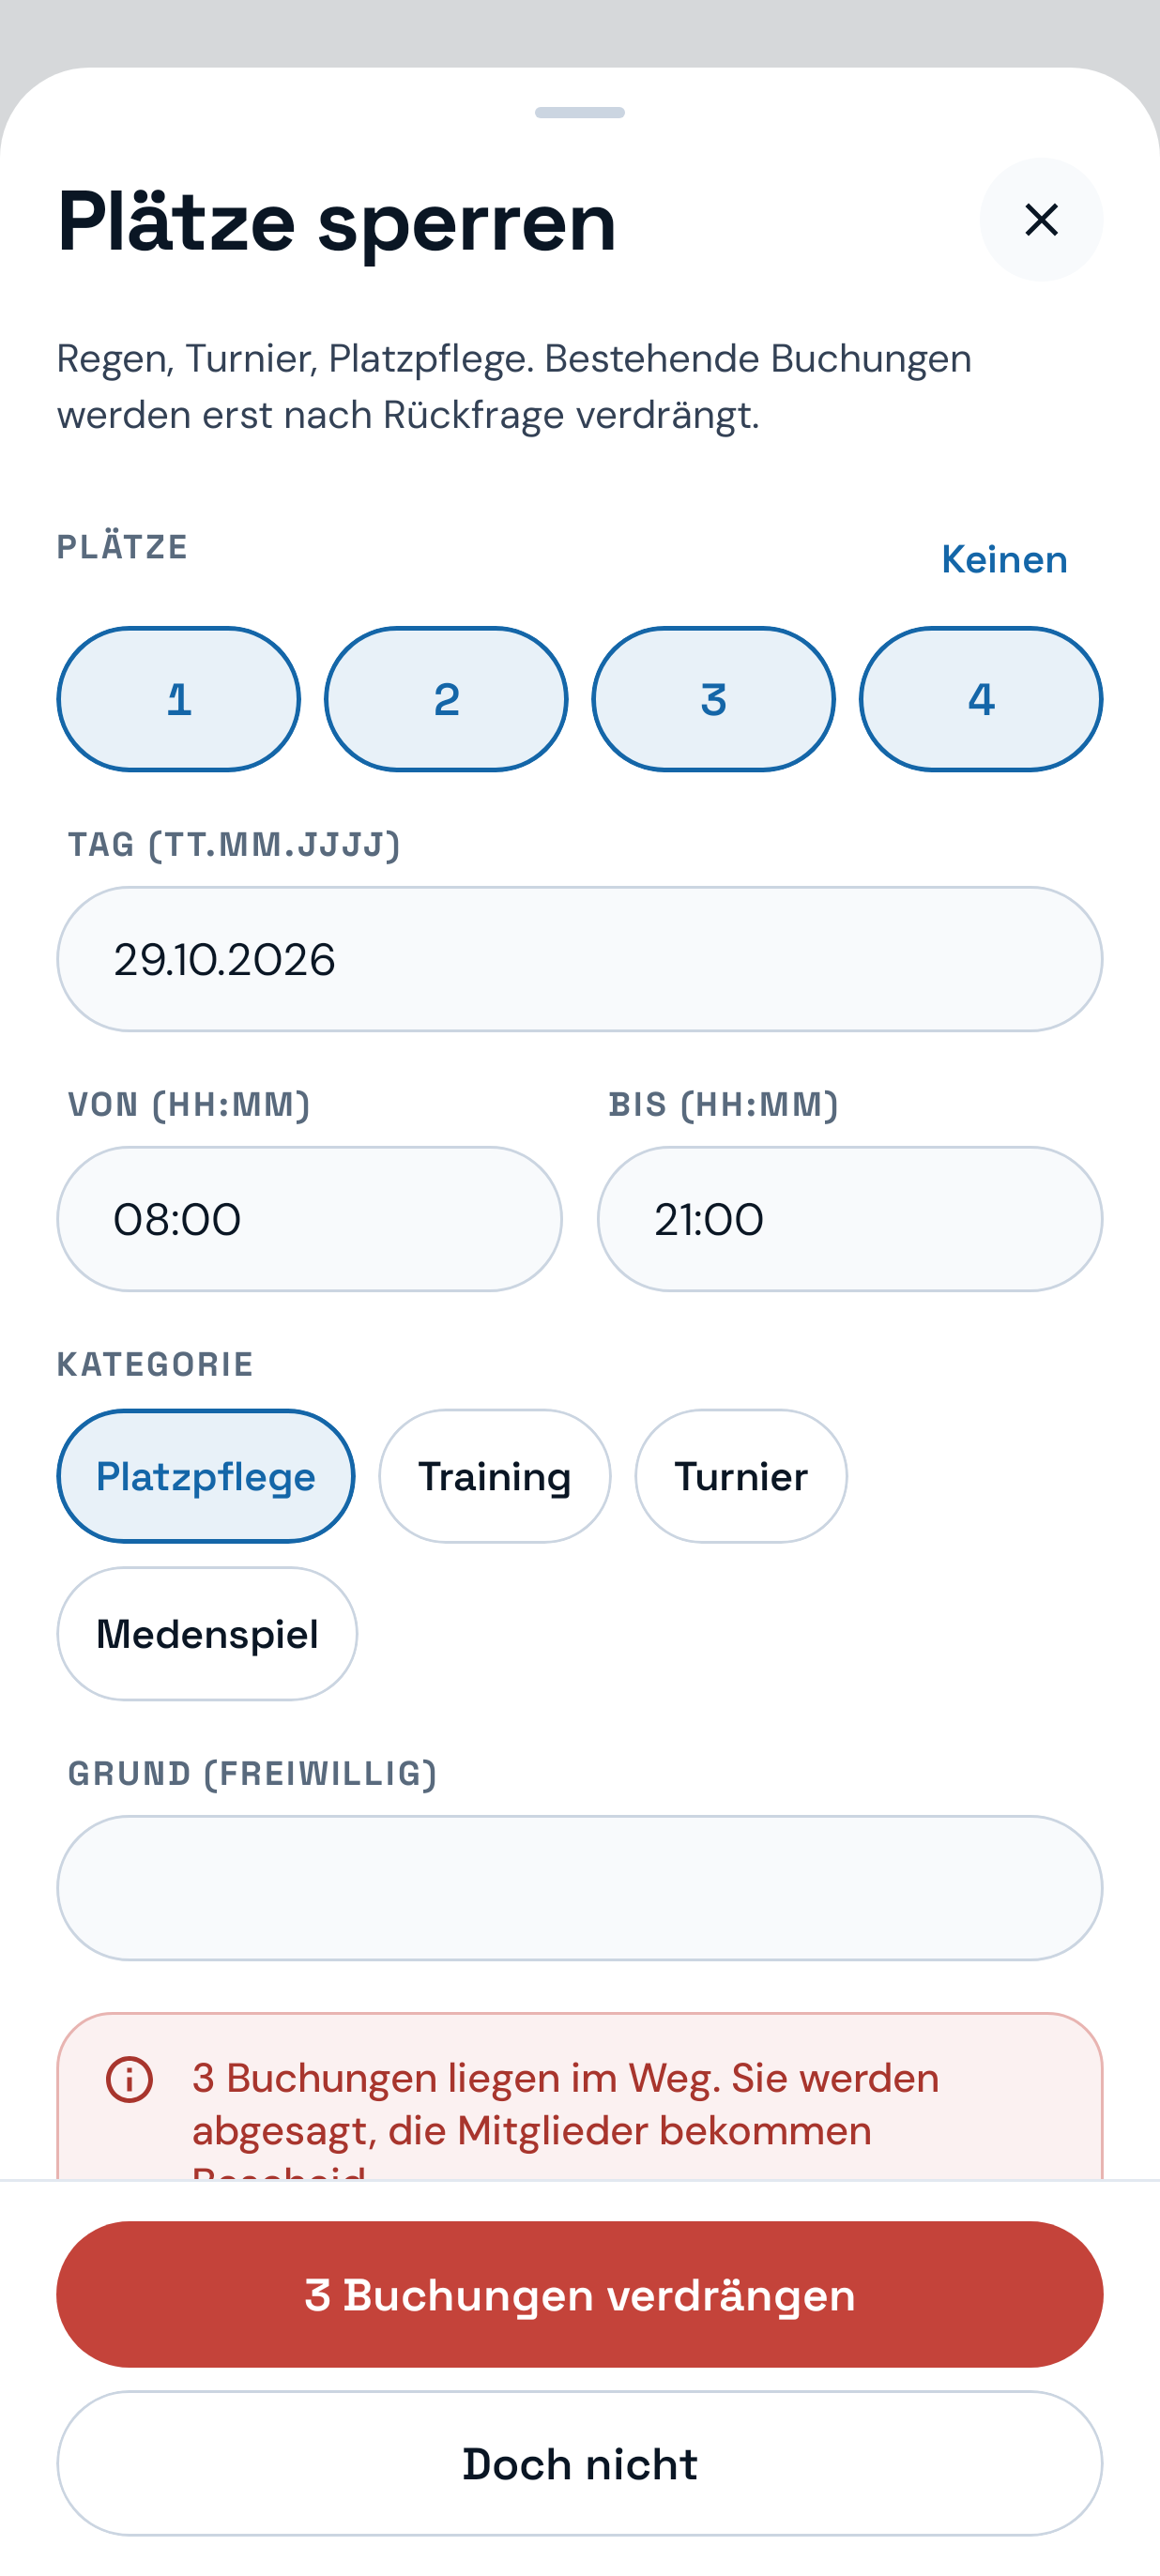 Plätze sperren
Regen, Turnier, Platzpflege. Bestehende Buchungen
werden erst nach Rückfrage verdrängt.
PLÄTZE
Keinen
1 2 3 4
TAG (TT.MM.JJJJ)
29.10.2026
VON (HH:MM) BIS (HH:MM)
08:00 21:00
KATEGORIE
Platzpflege Training Turnier
Medenspiel
GRUND (FREIWILLIG)
3 Buchungen liegen im Weg. Sie werden
abgesagt, die Mitglieder bekommen
3 Buchungen verdrängen
Doch nicht